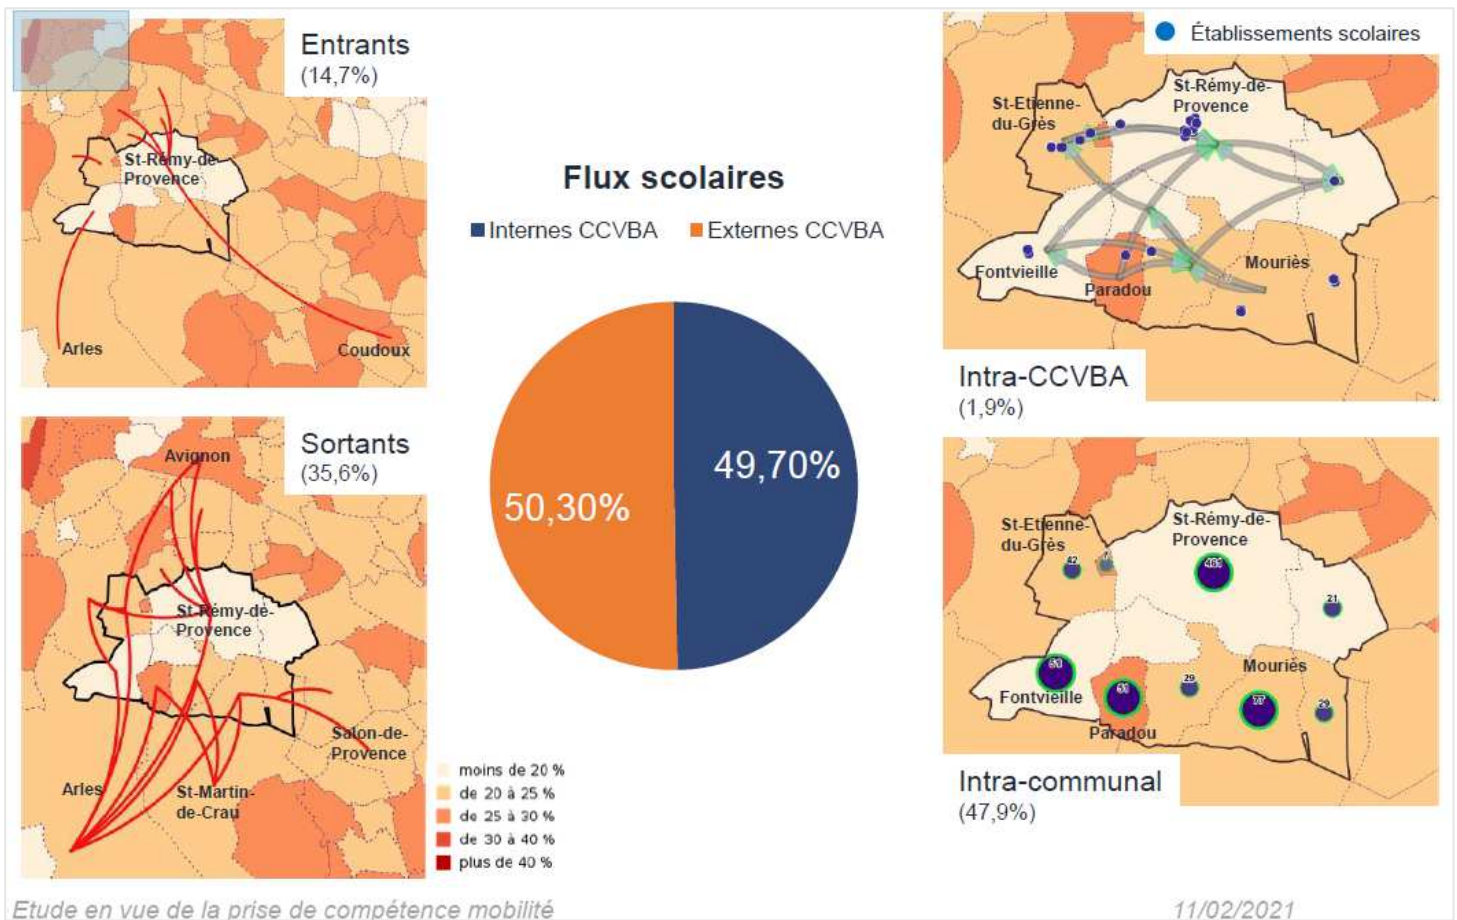 Entrants
(14,7%)
St-Rémy-de-
Provence
Arles
Coudoux
Sortants
(35,6%)
Avignon
St-Rémy-de-
Provence
Salon-de-
Provence
Arles
St-Martin-
de-Crau
moins de 20 %
de 20 à 25 %
de 25 à 30 %
de 30 à 40 %
plus de 40 %
Flux scolaires
Internes CCVBA
Externes CCVBA
50,30%
49,70%
Établissements scolaires
St-Etienne-
du-Grès
St-Rémy-de-
Provence
Fontvieille
Paradou
Mouriès
Intra-CCVBA
(1,9%)
St-Etienne-
du-Grès
St-Rémy-de-
Provence
42
461
21
Mouriès
51
29
77
Fontvieille
Paradou
Intra-communal
(47,9%)
Etude en vue de la prise de compétence mobilité
11/02/2021